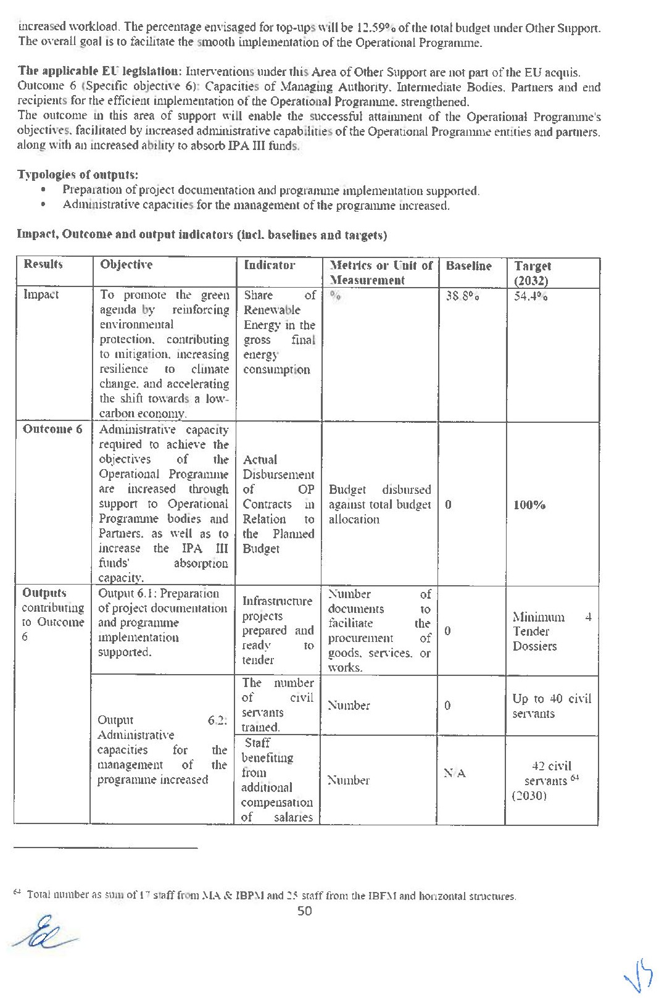 increased workload. The percentage envisaged for top-ups will be 12.59% of the total budget under Other Support.
The overall goal is to facilitate the smooth implementation of the Operational Programme.
The applicable EU legislation: Interventions under this Area of Other Support are not part of the EU acquis.
Outcome 6 (Specific objective 6): Capacities of Managing Authority, Intermediate Bodies, Partners and end
recipients for the efficient implementation of the Operational Programme, strengthened.
The outcome in this area of support will enable the successful attainment of the Operational Programme's
objectives, facilitated by increased administrative capabilities of the Operational Programme entities and partners,
along with an increased ability to absorb IPA III funds.
Typologies of outputs:
• Preparation of project documentation and programme implementation supported.
• Administrative capacities for the management of the programme increased.
Impact, Outcome and output indicators (incl. baselines and targets)
Results
Objective
Indicator
Metrics or Unit of
Measurement
Baseline
Target
(2032)
Impact
To promote the green
agenda by reinforcing
environmental
protection, contributing
to mitigation, increasing
resilience to climate
change, and accelerating
the shift towards a low-
carbon economy.
Share of
Renewable
Energy in the
gross final
energy
consumption
%
38.8%
54.4%
Outcome 6
Administrative capacity
required to achieve the
objectives of the
Operational Programme
are increased through
support to Operational
Programme bodies and
Partners, as well as to
increase the IPA III
funds' absorption
capacity.
Actual
Disbursement
of OP
Contracts in
Relation to
the Planned
Budget
Budget disbursed
against total budget
allocation
0
100%
Outputs
contributing
to Outcome
6
Output 6.1: Preparation
of project documentation
and programme
implementation
supported.
Infrastructure
projects
prepared and
ready to
tender
Number of
documents to
facilitate the
procurement of
goods, services, or
works.
0
Minimum 4
Tender
Dossiers
Output 6.2:
Administrative
capacities for the
management of the
programme increased
The number
of civil
servants
trained.
Number
0
Up to 40 civil
servants
Staff
benefiting
from
additional
compensation
of salaries
Number
N/A
42 civil
servants 64
(2030)
64 Total number as sum of 17 staff from MA & IBPM and 25 staff from the IBFM and horizontal structures.
50